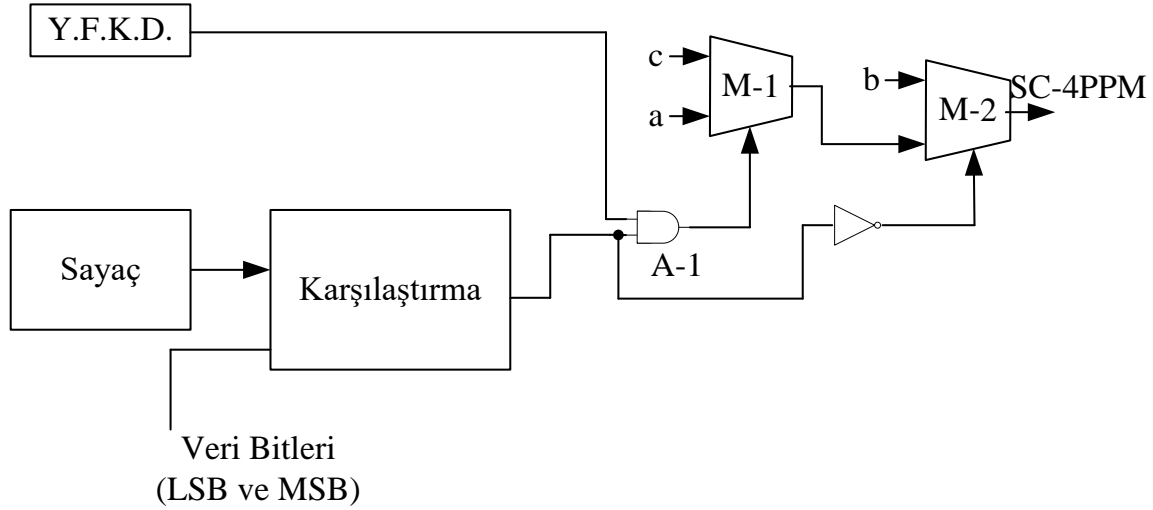 Y.F.K.D.
c
a
M-1
b
M-2
SC-4PPM
A-1
Sayaç
Karşılaştırma
Veri Bitleri
(LSB ve MSB)